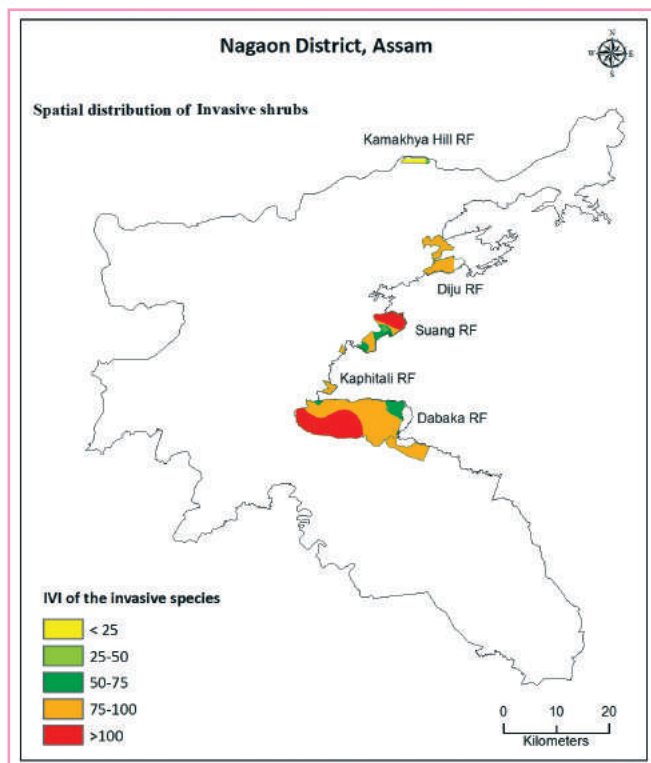 Nagaon District, Assam
N
W
E
S
Spatial distribution of Invasive shrubs
Kamakhya Hill RF
Diju RF
Suang RF
Kaphitali RF
Dabaka RF
IVI of the invasive species
< 25
25-50
50-75
75-100
>100
0 10 20
Kilometers